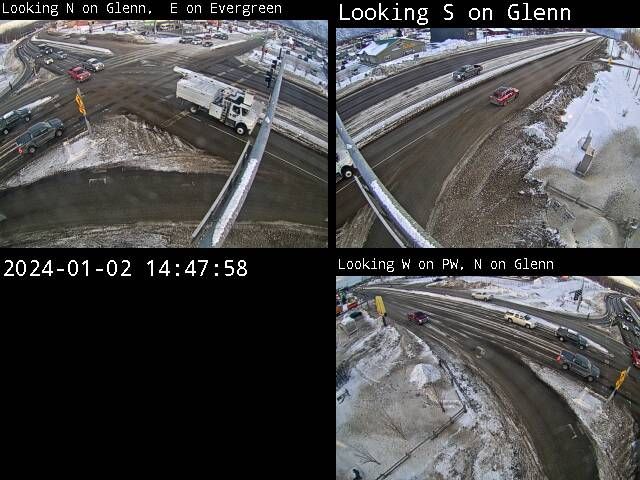 Looking N on Glenn,  E on Evergreen
Looking S on Glenn
2024-01-02 14:47:58
Looking W on PW, N on Glenn